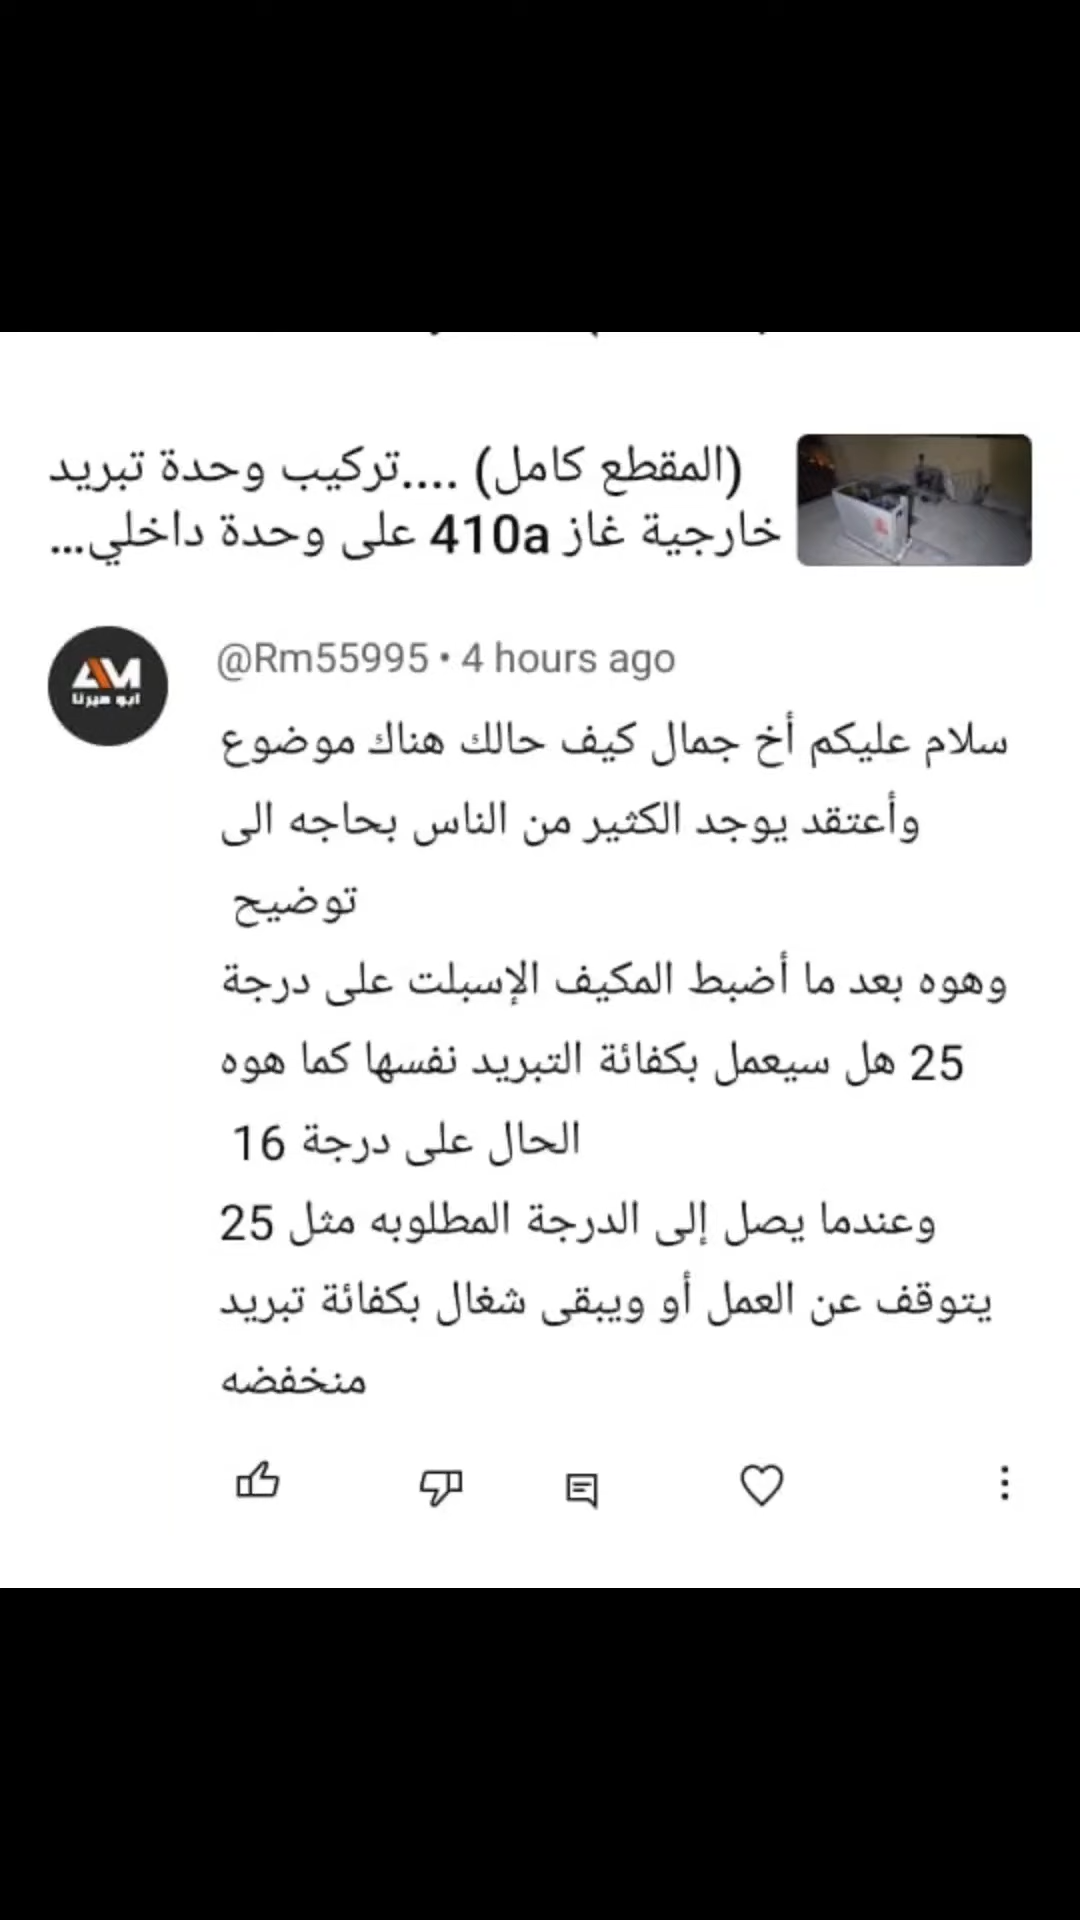 (المقطع كامل) ....تركيب وحدة تبريد
خارجية غاز 410a على وحدة داخلي...
@Rm55995 • 4 hours ago
AM
ابو ميرنا
سلام عليكم أخ جمال كيف حالك هناك موضوع
وأعتقد يوجد الكثير من الناس بحاجه الى
توضيح
وهوه بعد ما أضبط المكيف الإسبلت على درجة
25 هل سيعمل بكفائة التبريد نفسها كما هوه
الحال على درجة 16
وعندما يصل إلى الدرجة المطلوبه مثل 25
يتوقف عن العمل أو ويبقى شغال بكفائة تبريد
منخفضه